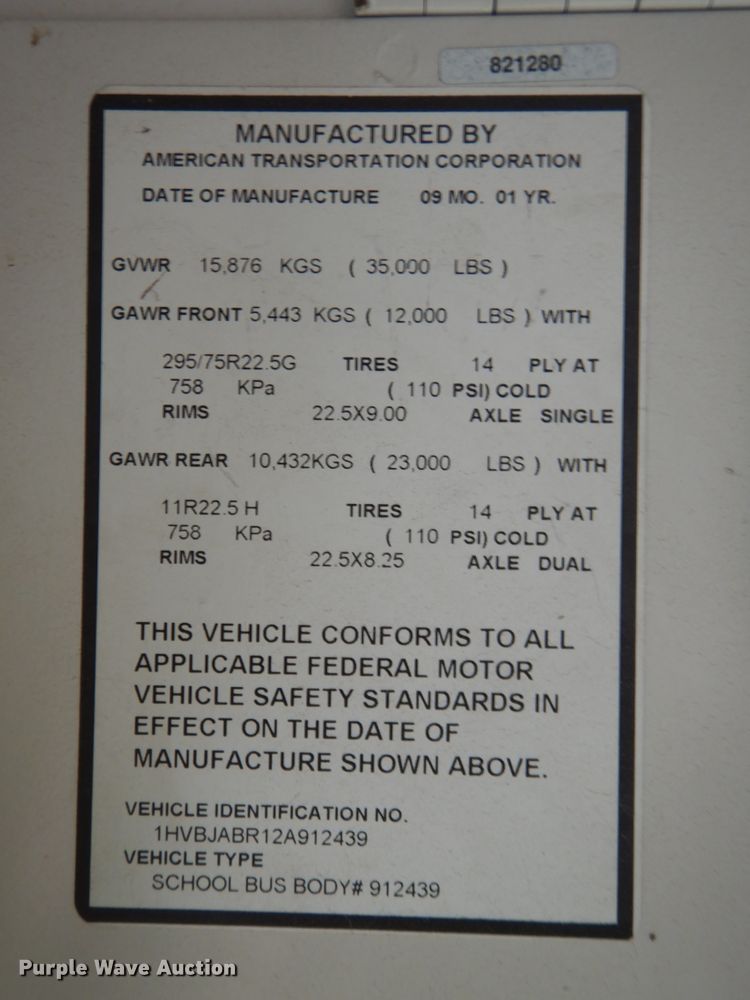 821280
MANUFACTURED BY
AMERICAN TRANSPORTATION CORPORATION
DATE OF MANUFACTURE 09 MO. 01 YR.
GVWR 15,876 KGS ( 35,000 LBS )
GAWR FRONT 5,443 KGS ( 12,000 LBS ) WITH
295/75R22.5G TIRES 14 PLY AT
758 KPa ( 110 PSI) COLD
RIMS 22.5X9.00 AXLE SINGLE
GAWR REAR 10,432KGS ( 23,000 LBS ) WITH
11R22.5 H TIRES 14 PLY AT
758 KPa ( 110 PSI) COLD
RIMS 22.5X8.25 AXLE DUAL
THIS VEHICLE CONFORMS TO ALL
APPLICABLE FEDERAL MOTOR
VEHICLE SAFETY STANDARDS IN
EFFECT ON THE DATE OF
MANUFACTURE SHOWN ABOVE.
VEHICLE IDENTIFICATION NO.
1HVBJABR12A912439
VEHICLE TYPE
SCHOOL BUS BODY# 912439
Purple Wave Auction